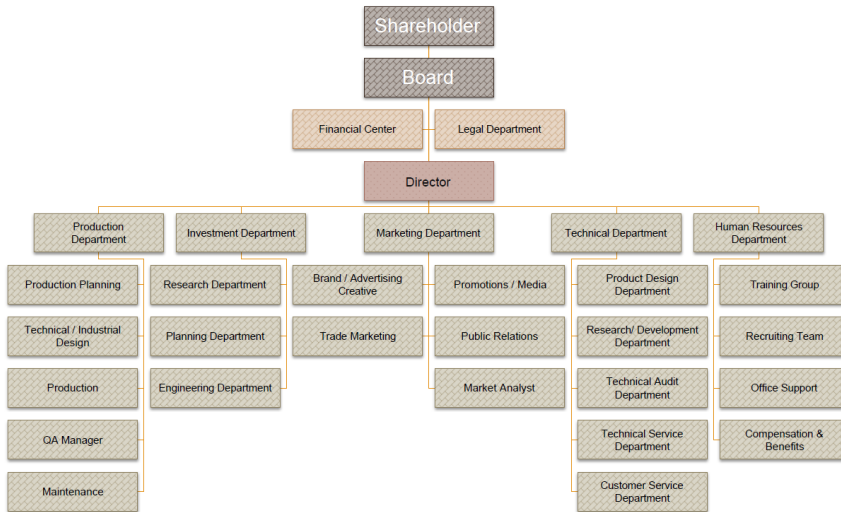 Shareholder
Board
Financial Center
Legal Department
Director
Production
Department
Investment Department
Marketing Department
Technical Department
Human Resources
Department
Production Planning
Research Department
Brand / Advertising
Creative
Promotions / Media
Product Design
Department
Training Group
Technical / Industrial
Design
Planning Department
Trade Marketing
Public Relations
Research/ Development
Department
Recruiting Team
Production
Engineering Department
Market Analyst
Technical Audit
Department
Office Support
QA Manager
Technical Service
Department
Compensation &
Benefits
Maintenance
Customer Service
Department